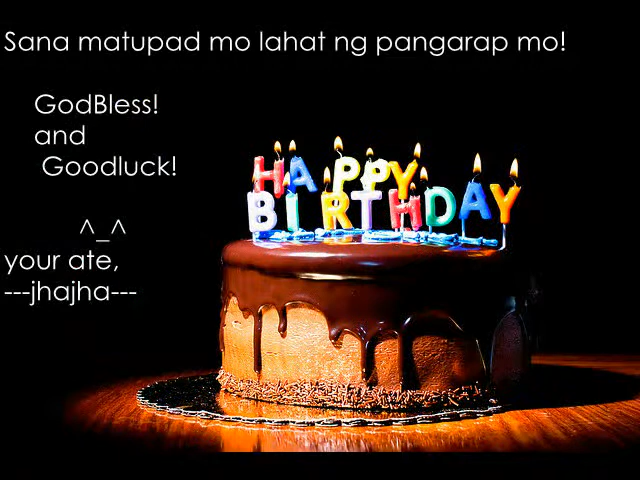 Sana matupad mo lahat ng pangarap mo!
GodBless!
and
Goodluck!
^_^
your ate,
---jhajha---
HAPPY
BIRTHDAY